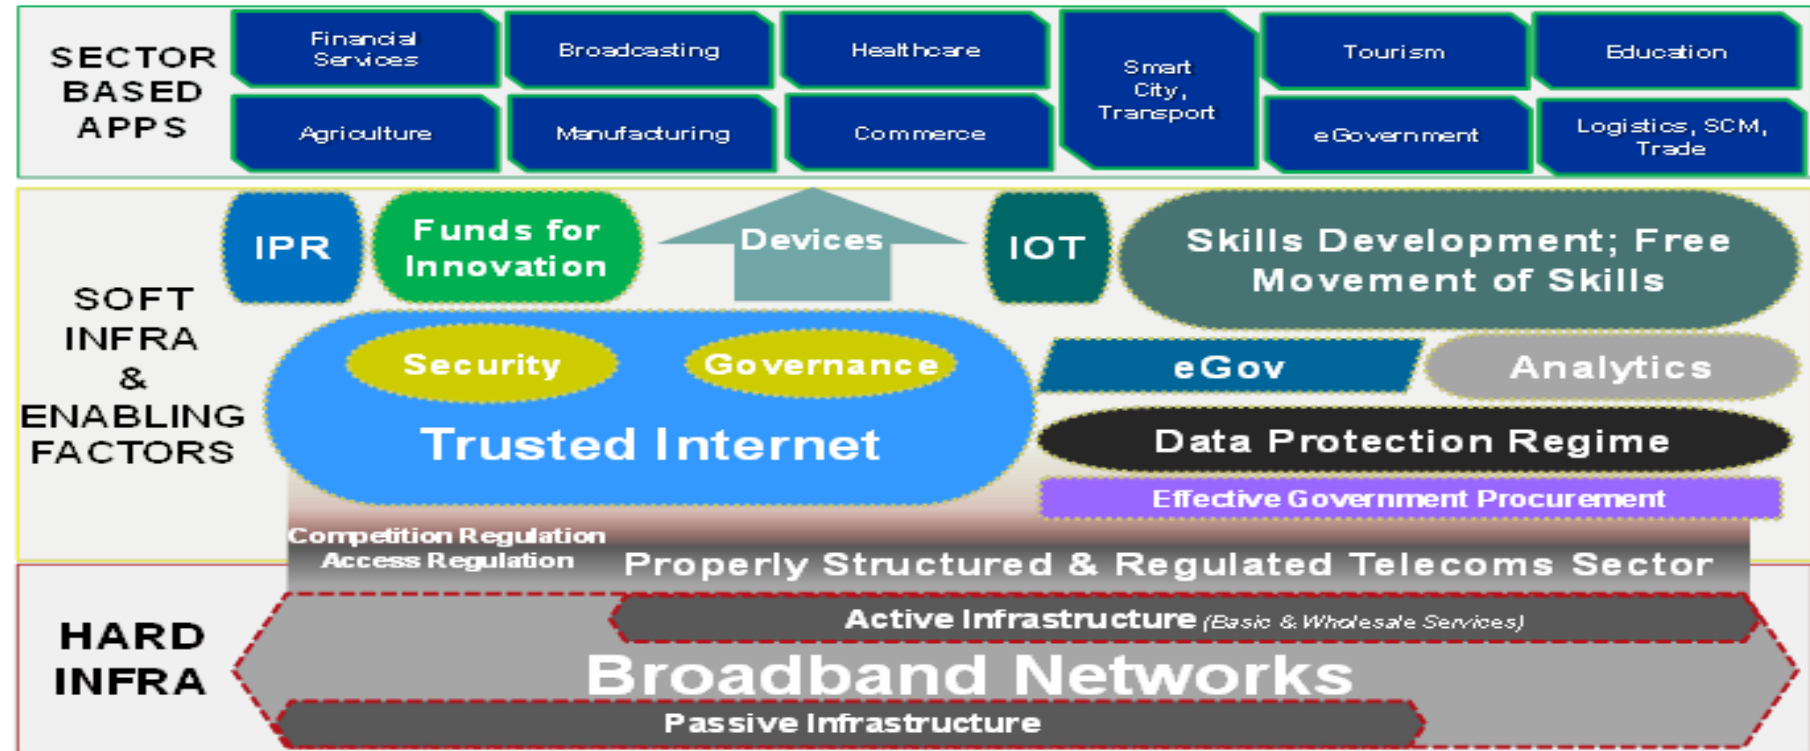 SECTOR
BASED
APPS
Financial
Services
Broadcasting
Healthcare
Smart
City,
Transport
Tourism
Education
Agriculture
Manufacturing
Commerce
eGovernment
Logistics, SCM,
Trade
SOFT
INFRA
&
ENABLING
FACTORS
IPR
Funds for
Innovation
Devices
IOT
Skills Development; Free
Movement of Skills
Security
Governance
Trusted Internet
eGov
Analytics
Data Protection Regime
Effective Government Procurement
Competition Regulation
Access Regulation
Properly Structured & Regulated Telecoms Sector
HARD
INFRA
Active Infrastructure (Basic & Wholesale Services)
Broadband Networks
Passive Infrastructure